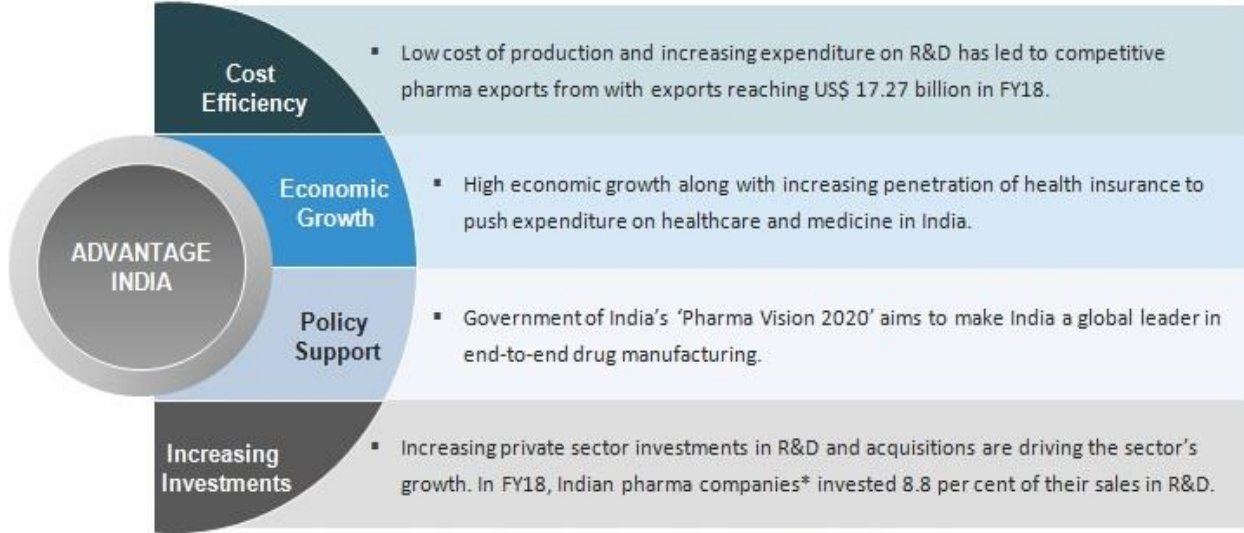 ADVANTAGE
INDIA
Cost
Efficiency
▪ Low cost of production and increasing expenditure on R&D has led to competitive
pharma exports from with exports reaching US$ 17.27 billion in FY18.
Economic
Growth
▪ High economic growth along with increasing penetration of health insurance to
push expenditure on healthcare and medicine in India.
Policy
Support
▪ Government of India’s ‘Pharma Vision 2020’ aims to make India a global leader in
end-to-end drug manufacturing.
Increasing
Investments
▪ Increasing private sector investments in R&D and acquisitions are driving the sector’s
growth. In FY18, Indian pharma companies* invested 8.8 per cent of their sales in R&D.